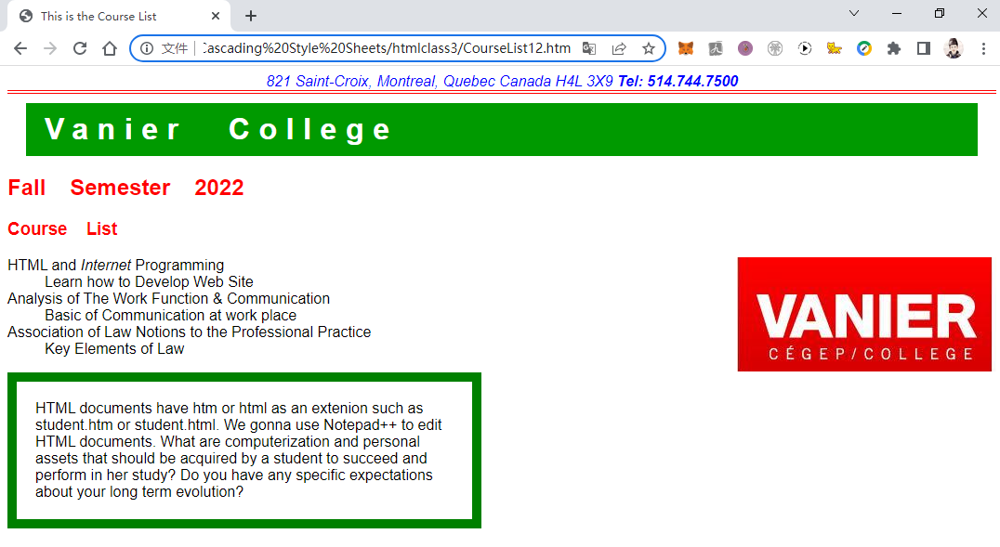 This is the Course List
文件
Cascading%20Style%20Sheets/htmlclass3/CourseList12.htm
821 Saint-Croix, Montreal, Quebec Canada H4L 3X9 Tel: 514.744.7500
Vanier College
Fall Semester 2022
Course List
HTML and Internet Programming
Learn how to Develop Web Site
Analysis of The Work Function & Communication
Basic of Communication at work place
Association of Law Notions to the Professional Practice
Key Elements of Law
VANIER
CÉGEP/COLLEGE
HTML documents have htm or html as an extenion such as
student.htm or student.html. We gonna use Notepad++ to edit
HTML documents. What are computerization and personal
assets that should be acquired by a student to succeed and
perform in her study? Do you have any specific expectations
about your long term evolution?